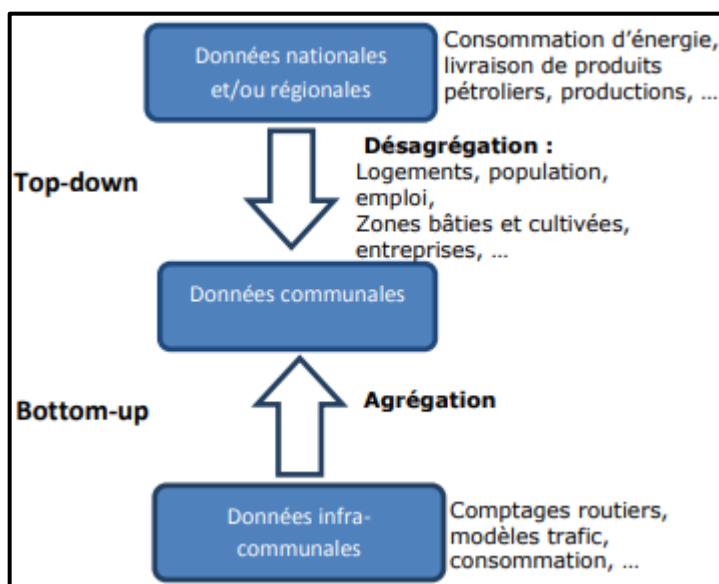 Données nationales
et/ou régionales
Consommation d'énergie,
livraison de produits
pétroliers, productions, ...
Top-down
Désagrégation :
Logements, population,
emploi,
Zones bâties et cultivées,
entreprises, ...
Données communales
Bottom-up
Agrégation
Données infra-
communales
Comptages routiers,
modèles trafic,
consommation, ...